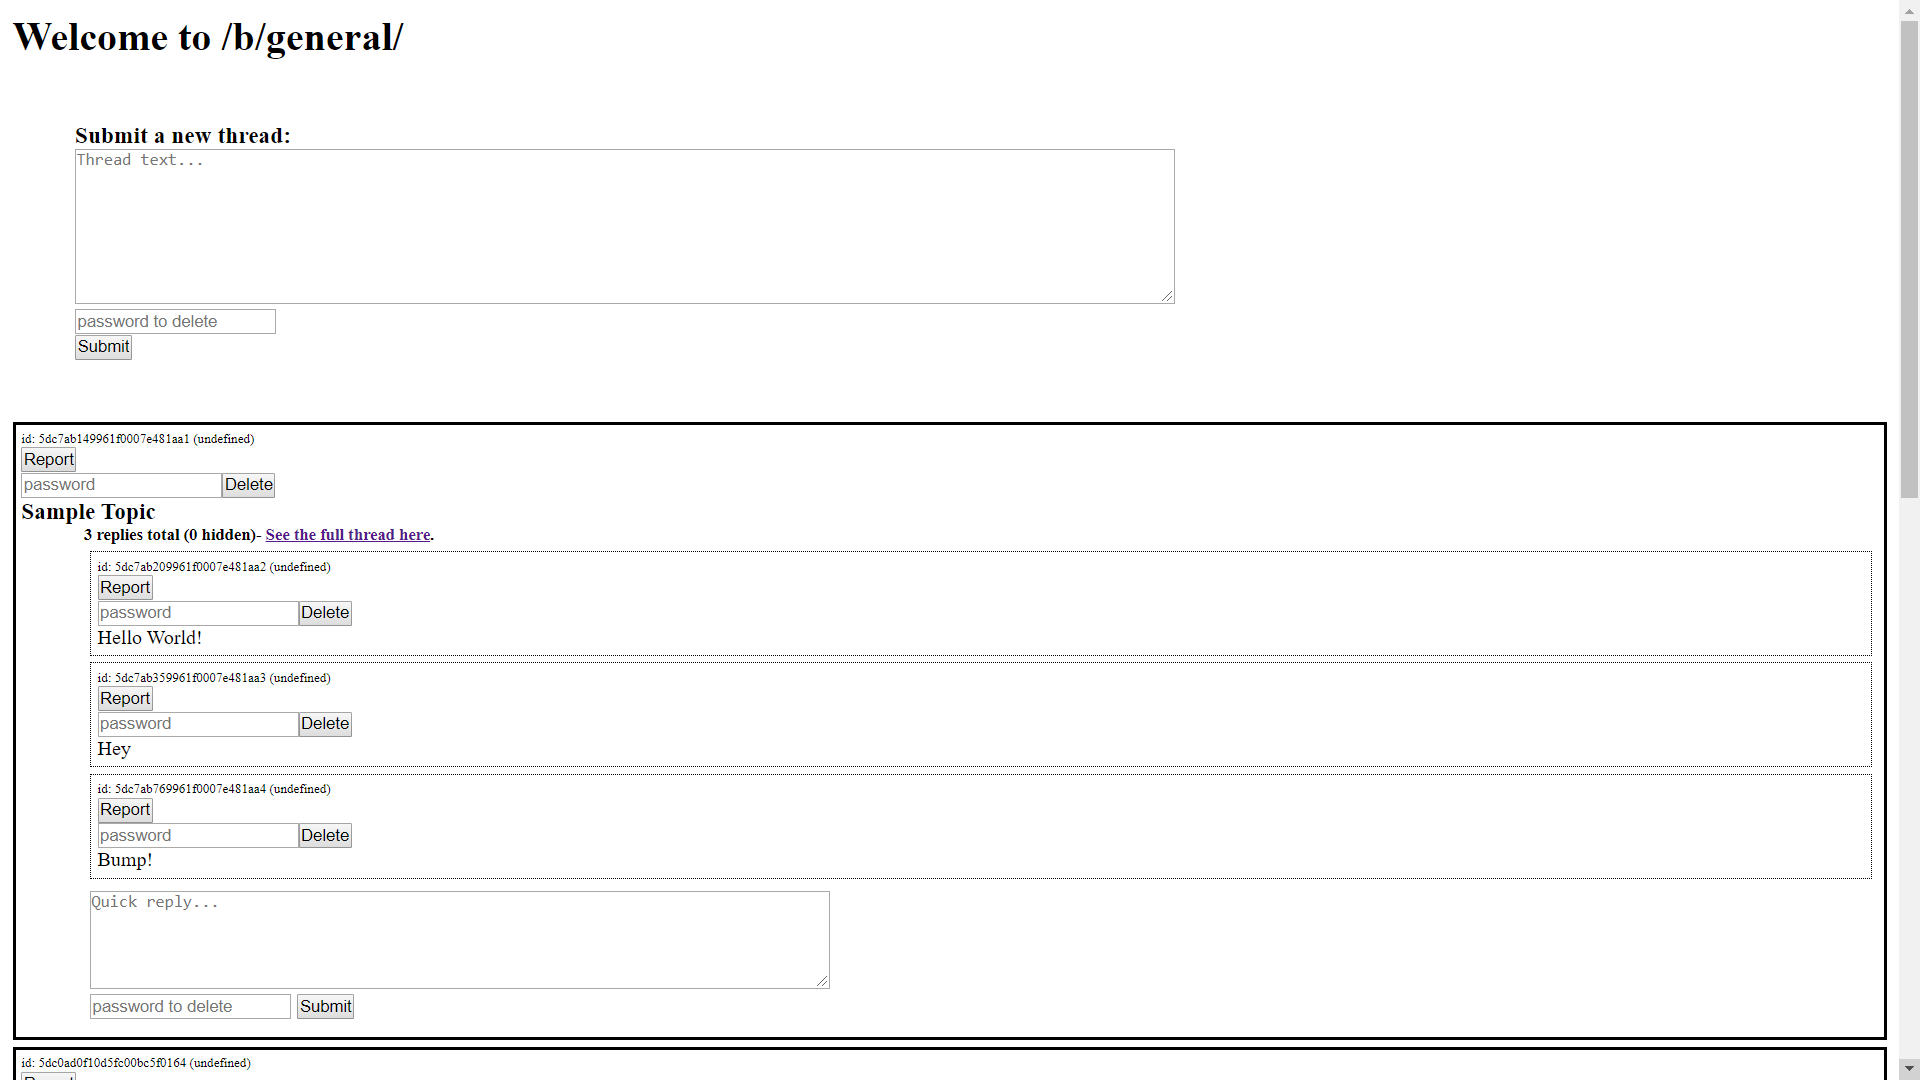 Welcome to /b/general/
Submit a new thread:
Thread text...
password to delete
Submit
id: 5dc7ab149961f0007e481aa1 (undefined)
Report
password Delete
Sample Topic
3 replies total (0 hidden)- See the full thread here.
id: 5dc7ab209961f0007e481aa2 (undefined)
Report
password Delete
Hello World!
id: 5dc7ab359961f0007e481aa3 (undefined)
Report
password Delete
Hey
id: 5dc7ab769961f0007e481aa4 (undefined)
Report
password Delete
Bump!
Quick reply...
password to delete Submit
id: 5dc0ad0f10d5fc00bc5f0164 (undefined)
Report